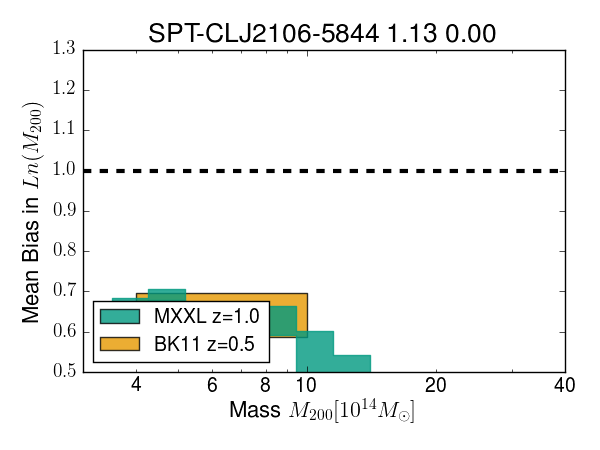 SPT-CLJ2106-5844 1.13 0.00
1.3
1.2
1.1
1.0
0.9
0.8
0.7
0.6
0.5
Mean Bias in Ln(M₂₀₀)
MXXL z=1.0
BK11 z=0.5
4 6 8 10 20 40
Mass M₂₀₀[10¹⁴M☉]